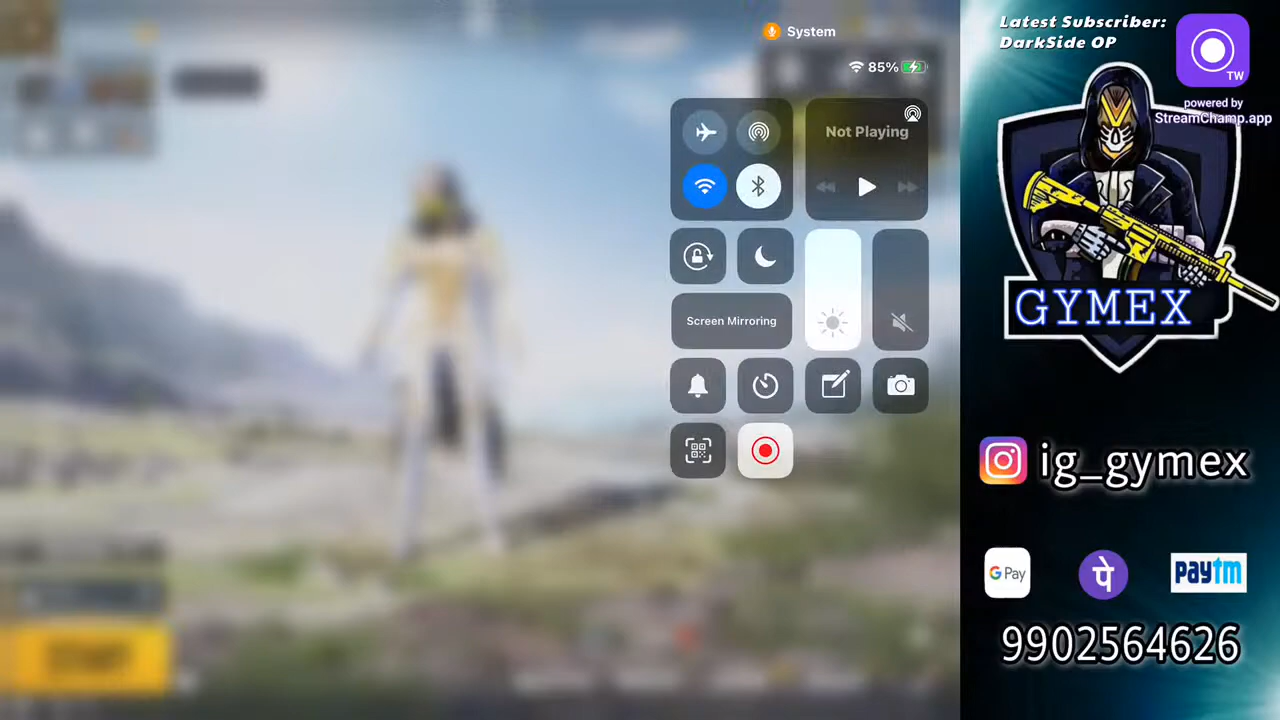 System
85%
Not Playing
Screen Mirroring
Latest Subscriber:
DarkSide OP
TW
powered by
StreamChamp.app
GYMEX
ig_gymex
G Pay
पे
paytm
9902564626